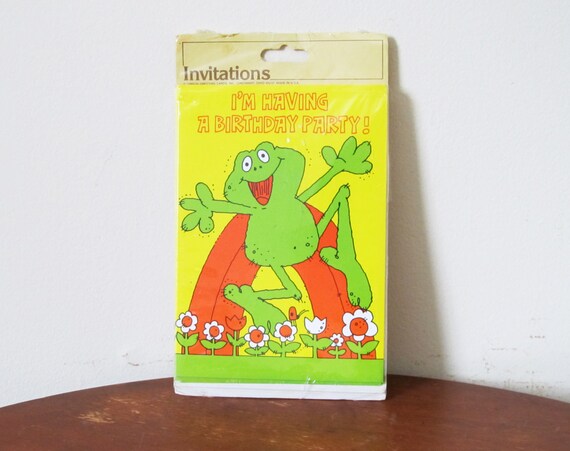 Invitations
I'M HAVING
A BIRTHDAY PARTY!